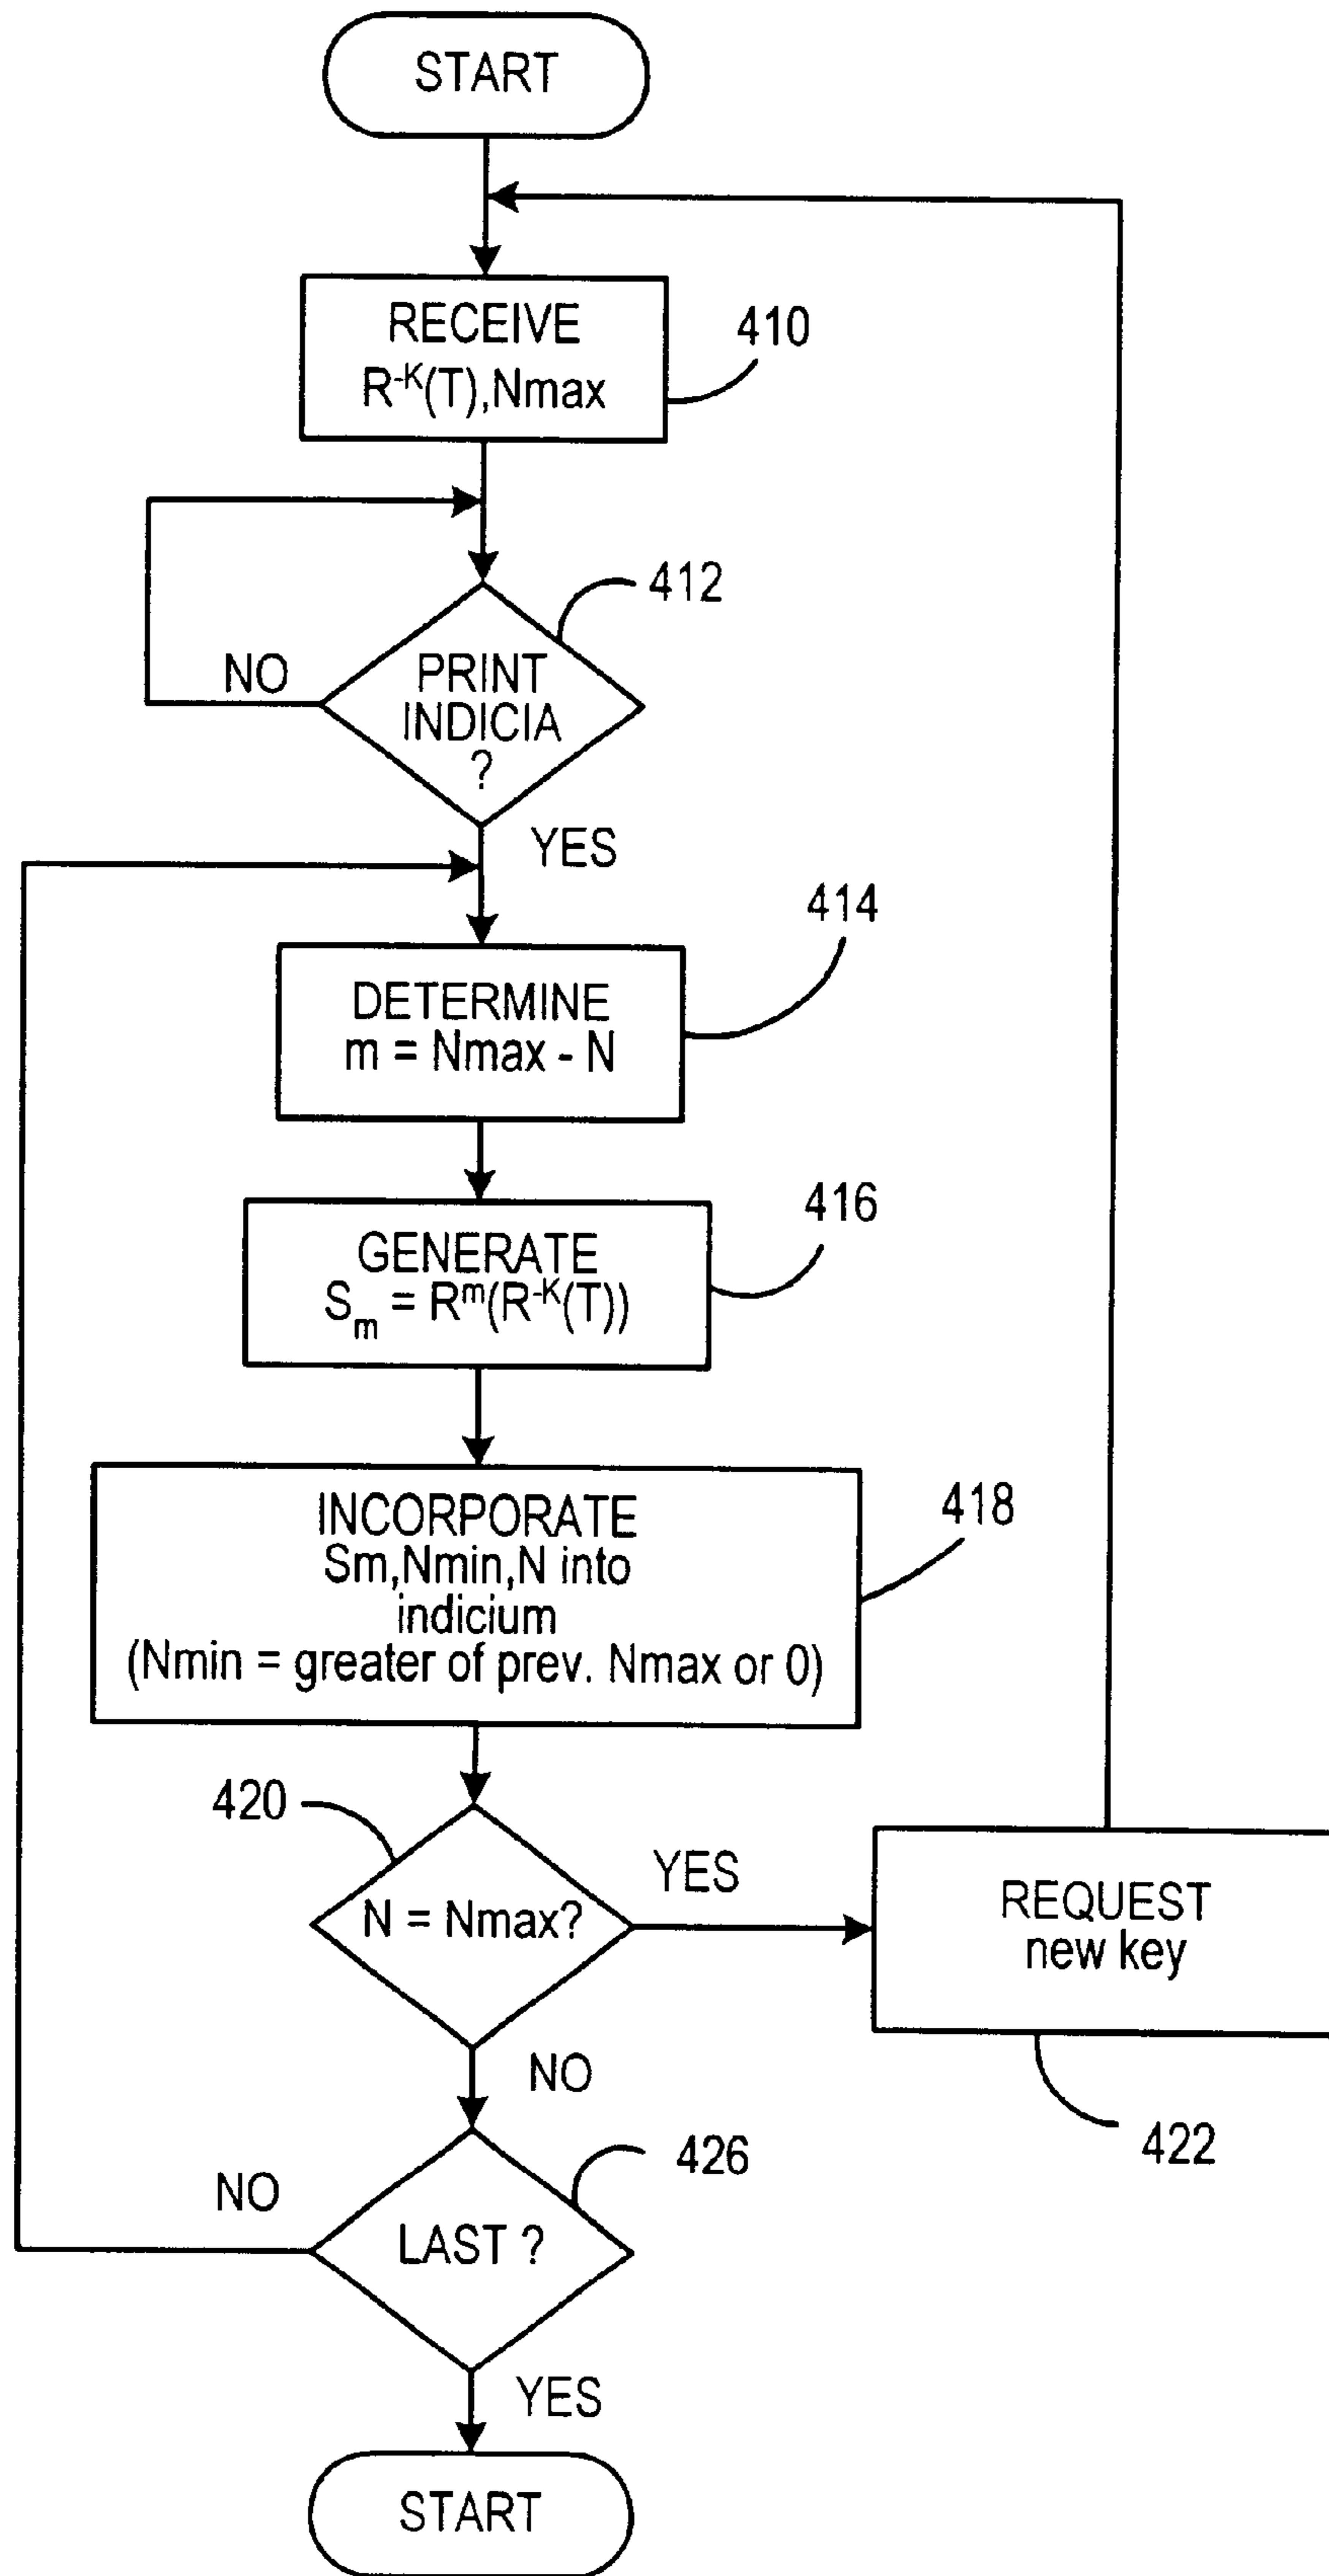 START
RECEIVE
R⁻ᴷ(T),Nmax
410
412
NO
PRINT
INDICIA
?
YES
414
DETERMINE
m = Nmax - N
416
GENERATE
Sₘ = Rᵐ(R⁻ᴷ(T))
418
INCORPORATE
Sm,Nmin,N into
indicium
(Nmin = greater of prev. Nmax or 0)
420
N = Nmax?
YES
REQUEST
new key
422
NO
426
NO
LAST ?
YES
START